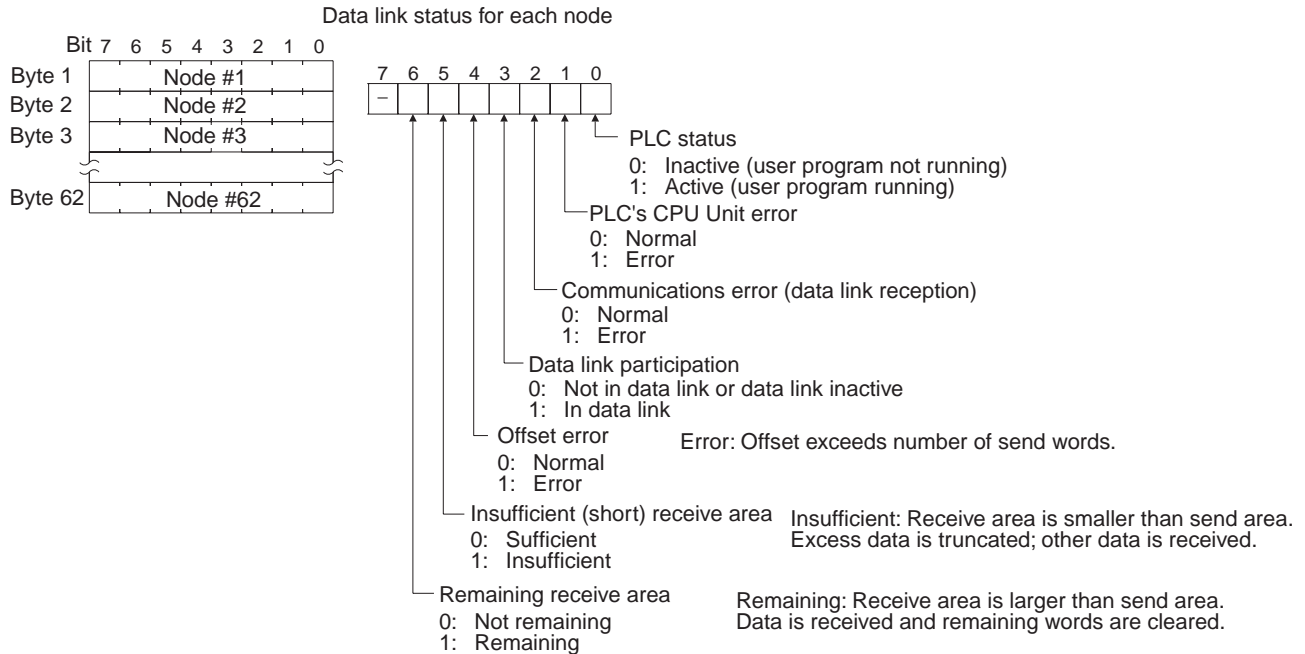 Data link status for each node
Bit 7 6 5 4 3 2 1 0
Byte 1 Node #1
Byte 2 Node #2
Byte 3 Node #3
Byte 62 Node #62
7 6 5 4 3 2 1 0
–
PLC status
0: Inactive (user program not running)
1: Active (user program running)
PLC's CPU Unit error
0: Normal
1: Error
Communications error (data link reception)
0: Normal
1: Error
Data link participation
0: Not in data link or data link inactive
1: In data link
Offset error
0: Normal
1: Error
Error: Offset exceeds number of send words.
Insufficient (short) receive area
0: Sufficient
1: Insufficient
Insufficient: Receive area is smaller than send area.
Excess data is truncated; other data is received.
Remaining receive area
0: Not remaining
1: Remaining
Remaining: Receive area is larger than send area.
Data is received and remaining words are cleared.